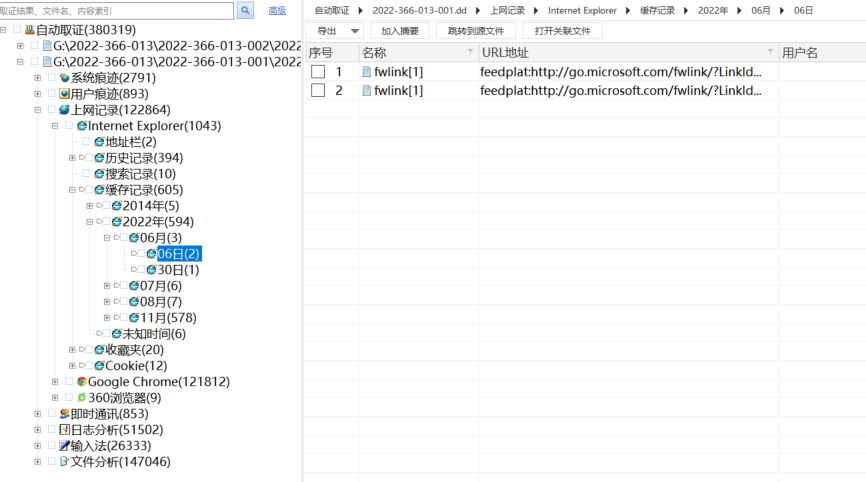 取证结果、文件名、内容索引
高级
自动取证(380319)
G:\2022-366-013\2022-366-013-002\2022
G:\2022-366-013\2022-366-013-001\2022
系统痕迹(2791)
用户痕迹(893)
上网记录(122864)
Internet Explorer(1043)
地址栏(2)
历史记录(394)
搜索记录(10)
缓存记录(605)
2014年(5)
2022年(594)
06月(3)
06日(2)
30日(1)
07月(6)
08月(7)
11月(578)
未知时间(6)
收藏夹(20)
Cookie(12)
Google Chrome(121812)
360浏览器(9)
即时通讯(853)
日志分析(51502)
输入法(26333)
文件分析(147046)
自动取证 2022-366-013-001.dd 上网记录 Internet Explorer 缓存记录 2022年 06月 06日
导出 加入摘要 跳转到源文件 打开关联文件
序号 名称 URL地址 用户名
1 fwlink[1] feedplat:http://go.microsoft.com/fwlink/?LinkId...
2 fwlink[1] feedplat:http://go.microsoft.com/fwlink/?LinkId...